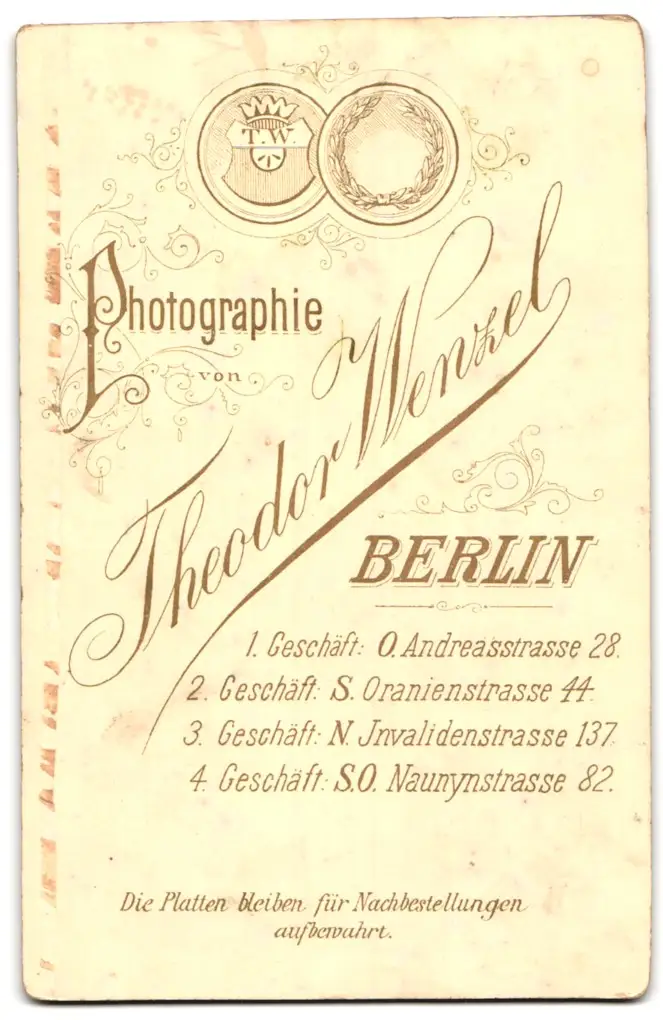 T.W.
Photographie
von
Theodor Wenzel
BERLIN
1. Geschäft: O. Andreasstrasse 28.
2. Geschäft: S. Oranienstrasse 44.
3. Geschäft: N. Jnvalidenstrasse 137.
4. Geschäft: S.O. Naunynstrasse 82.
Die Platten bleiben für Nachbestellungen
aufbewahrt.